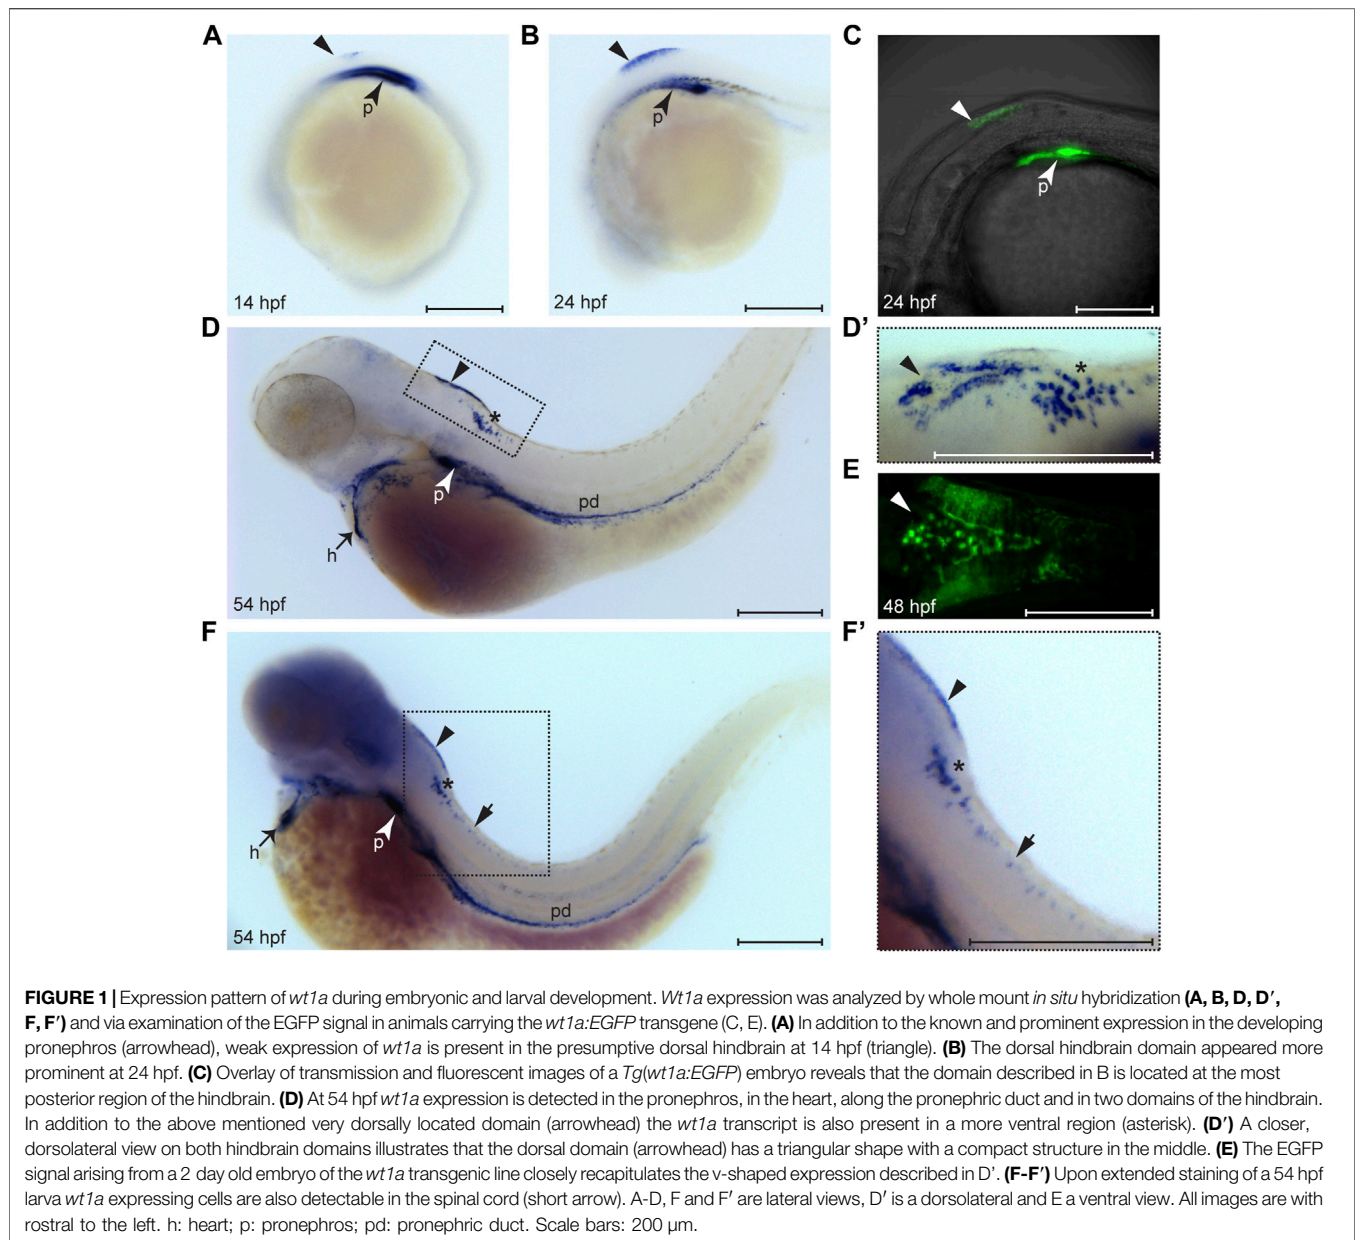 A
B
C
p
p
p
14 hpf
24 hpf
24 hpf
D
D’
*
*
p
pd
h
54 hpf
E
48 hpf
F
F’
*
*
p
h
pd
54 hpf
FIGURE 1 | Expression pattern of wt1a during embryonic and larval development. Wt1a expression was analyzed by whole mount in situ hybridization (A, B, D, D′,
F, F′) and via examination of the EGFP signal in animals carrying the wt1a:EGFP transgene (C, E). (A) In addition to the known and prominent expression in the developing
pronephros (arrowhead), weak expression of wt1a is present in the presumptive dorsal hindbrain at 14 hpf (triangle). (B) The dorsal hindbrain domain appeared more
prominent at 24 hpf. (C) Overlay of transmission and fluorescent images of a Tg(wt1a:EGFP) embryo reveals that the domain described in B is located at the most
posterior region of the hindbrain. (D) At 54 hpf wt1a expression is detected in the pronephros, in the heart, along the pronephric duct and in two domains of the hindbrain.
In addition to the above mentioned very dorsally located domain (arrowhead) the wt1a transcript is also present in a more ventral region (asterisk). (D′) A closer,
dorsolateral view on both hindbrain domains illustrates that the dorsal domain (arrowhead) has a triangular shape with a compact structure in the middle. (E) The EGFP
signal arising from a 2 day old embryo of the wt1a transgenic line closely recapitulates the v-shaped expression described in D’. (F-F′) Upon extended staining of a 54 hpf
larva wt1a expressing cells are also detectable in the spinal cord (short arrow). A-D, F and F′ are lateral views, D′ is a dorsolateral and E a ventral view. All images are with
rostral to the left. h: heart; p: pronephros; pd: pronephric duct. Scale bars: 200 µm.